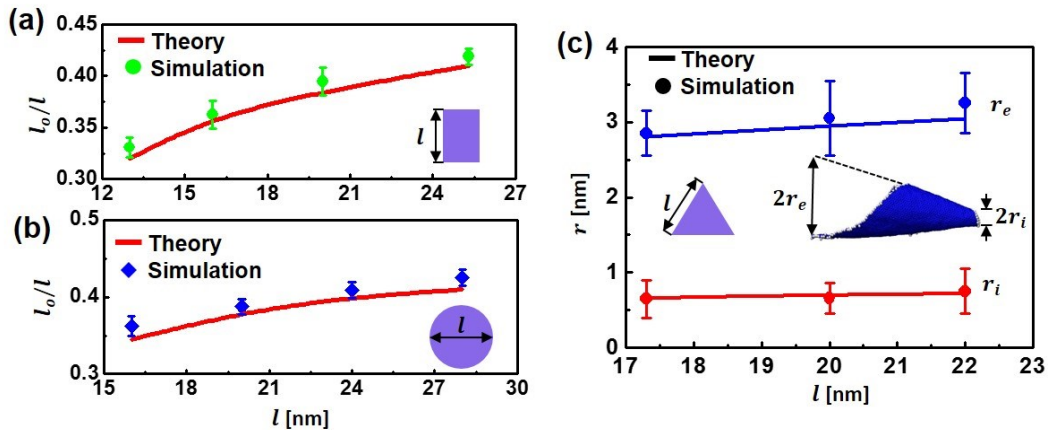 (a)
0.45
0.40
0.35
0.30
l_o/l
Theory
Simulation
l
12 15 18 21 24 27
(b)
0.5
0.4
0.3
l_o/l
Theory
Simulation
l
15 18 21 24 27 30
l [nm]
(c)
4
3
2
1
0
r [nm]
Theory
Simulation
r_e
l
2r_e
2r_i
r_i
17 18 19 20 21 22 23
l [nm]